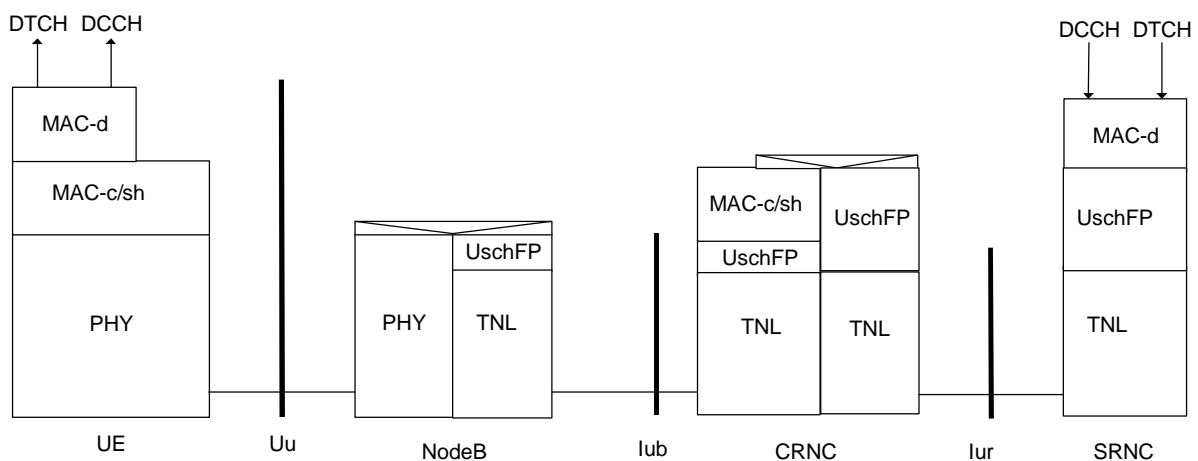 DTCH DCCH
DCCH DTCH
MAC-d
MAC-d
MAC-c/sh
MAC-c/sh
UschFP
UschFP
UschFP
UschFP
PHY
PHY
TNL
TNL
TNL
TNL
UE
Uu
NodeB
Iub
CRNC
Iur
SRNC